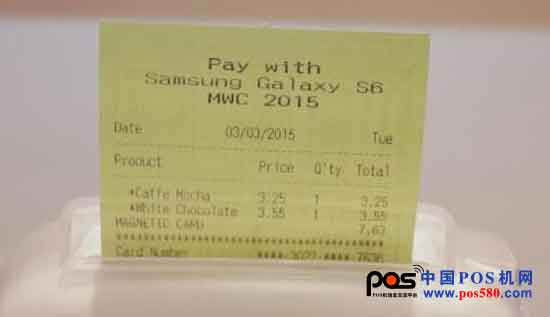 Pay with
Samsung Galaxy S6
MWC 2015
Date 03/03/2015 Tue
Product Price Q'ty Total
*Caffe Mocha 3.25 1 3.25
*White Chocolate 3.55 1 3.55
MAGNETIC CARD
Card Number
pos 中国POS机网
www.pos580.com